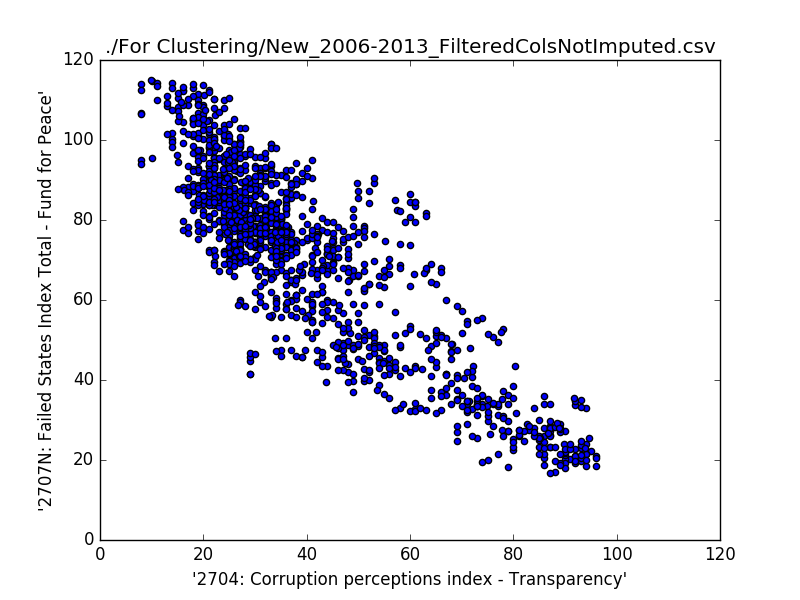 ./For Clustering/New_2006-2013_FilteredColsNotImputed.csv
120
100
80
60
40
20
0
'2707N: Failed States Index Total - Fund for Peace'
0 20 40 60 80 100 120
'2704: Corruption perceptions index - Transparency'